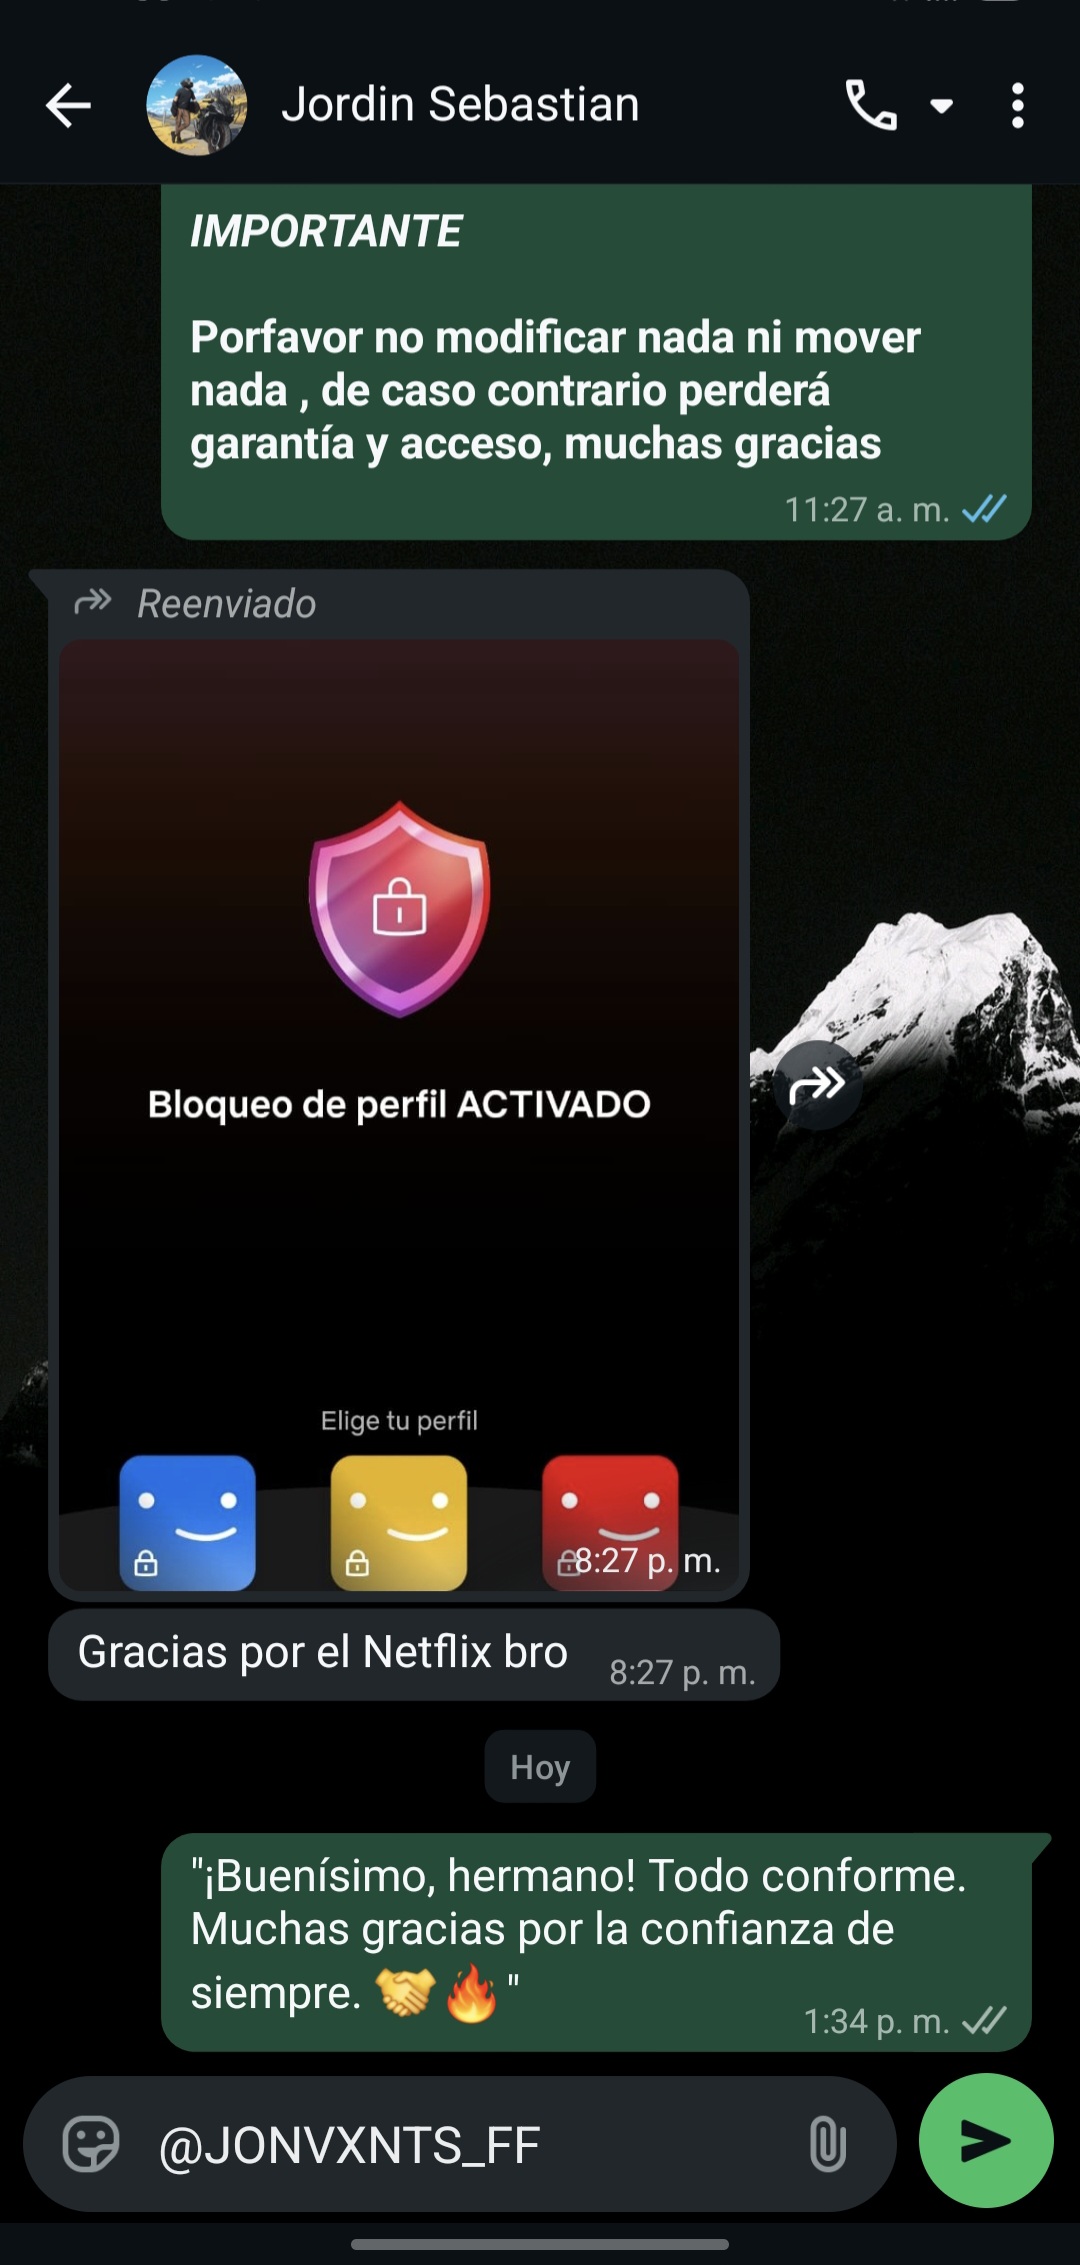 Jordin Sebastian
IMPORTANTE
Porfavor no modificar nada ni mover
nada , de caso contrario perderá
garantía y acceso, muchas gracias
11:27 a. m.
Reenviado
Bloqueo de perfil ACTIVADO
Elige tu perfil
8:27 p. m.
Gracias por el Netflix bro
8:27 p. m.
Hoy
"¡Buenísimo, hermano! Todo conforme.
Muchas gracias por la confianza de
siempre. 🤝🔥"
1:34 p. m.
@JONVXNTS_FF